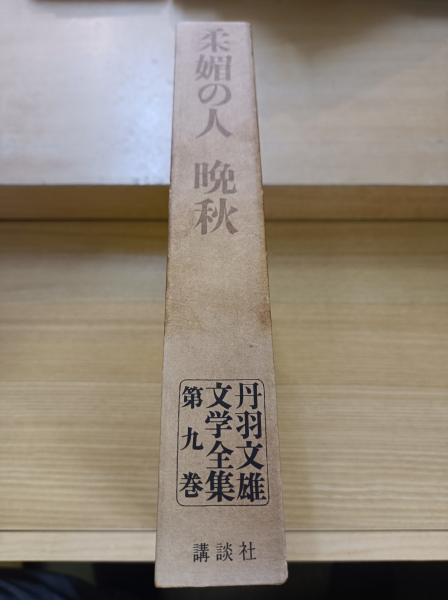 柔媚の人 晩秋
丹羽文雄
文学全集
第九巻
講談社